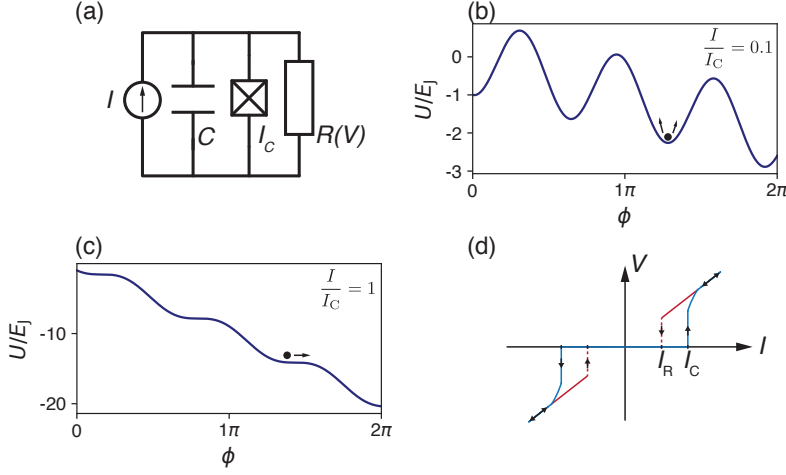 (a)
I
C
I_C
R(V)
(b)
I/I_C = 0.1
U/E_J
0
-1
-2
-3
0
1π
2π
ϕ
(c)
I/I_C = 1
U/E_J
-10
-20
0
1π
2π
ϕ
(d)
V
I
I_R
I_C